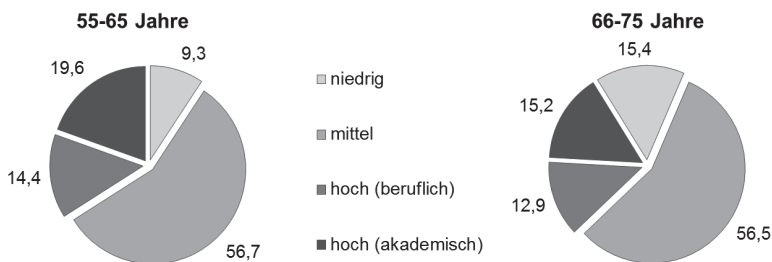 55-65 Jahre
9,3
19,6
14,4
56,7
niedrig
mittel
hoch (beruflich)
hoch (akademisch)
66-75 Jahre
15,4
15,2
12,9
56,5